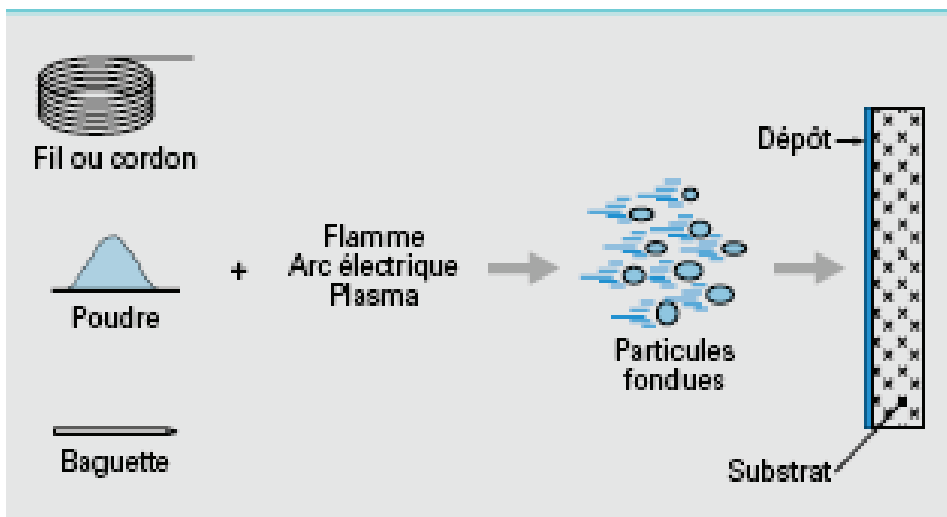 Fil ou cordon
Poudre
Baguette
+
Flamme
Arc électrique
Plasma
Particules
fondues
Dépôt
Substrat